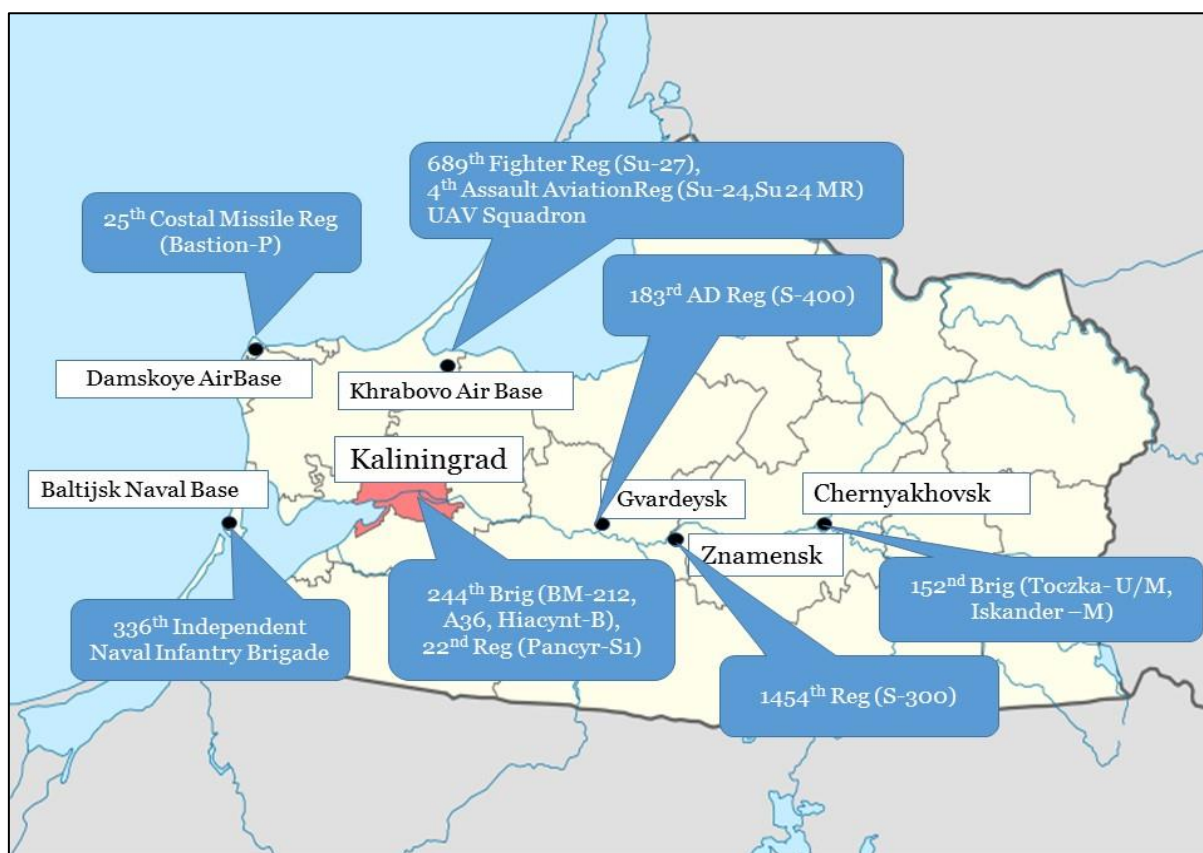 689th Fighter Reg (Su-27),
4th Assault AviationReg (Su-24,Su 24 MR)
UAV Squadron
25th Costal Missile Reg
(Bastion-P)
183rd AD Reg (S-400)
Damskoye AirBase
Khrabovo Air Base
Kaliningrad
Baltijsk Naval Base
Gvardeysk
Chernyakhovsk
Znamensk
336th Independent
Naval Infantry Brigade
244th Brig (BM-212,
A36, Hiacynt-B),
22nd Reg (Pancyr-S1)
152nd Brig (Toczka- U/M,
Iskander –M)
1454th Reg (S-300)